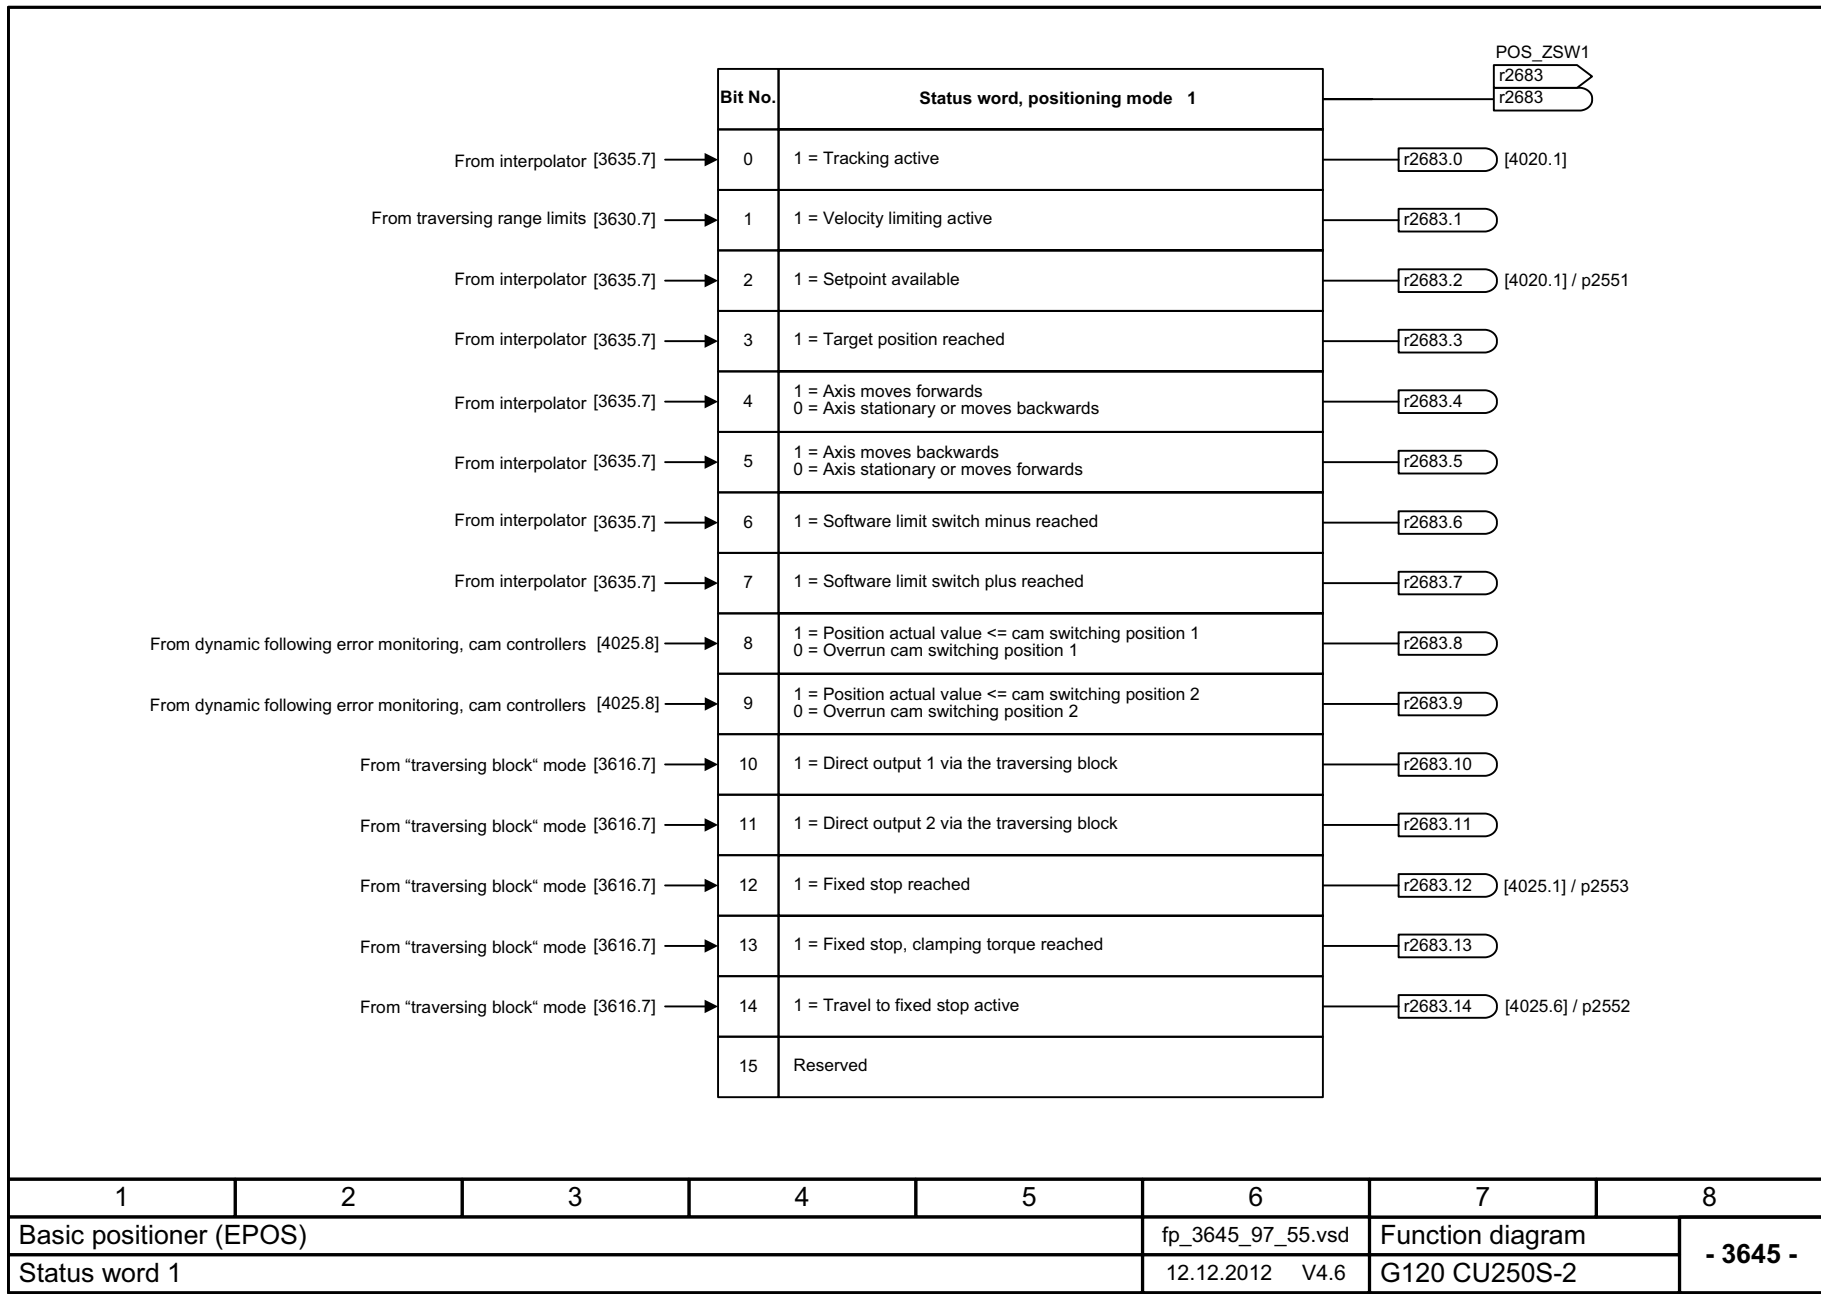 POS_ZSW1
r2683
Bit No. Status word, positioning mode 1 r2683
From interpolator [3635.7] 0 1 = Tracking active r2683.0 [4020.1]
From traversing range limits [3630.7] 1 1 = Velocity limiting active r2683.1
From interpolator [3635.7] 2 1 = Setpoint available r2683.2 [4020.1] / p2551
From interpolator [3635.7] 3 1 = Target position reached r2683.3
From interpolator [3635.7] 4 1 = Axis moves forwards
0 = Axis stationary or moves backwards r2683.4
From interpolator [3635.7] 5 1 = Axis moves backwards
0 = Axis stationary or moves forwards r2683.5
From interpolator [3635.7] 6 1 = Software limit switch minus reached r2683.6
From interpolator [3635.7] 7 1 = Software limit switch plus reached r2683.7
From dynamic following error monitoring, cam controllers [4025.8] 8 1 = Position actual value <= cam switching position 1
0 = Overrun cam switching position 1 r2683.8
From dynamic following error monitoring, cam controllers [4025.8] 9 1 = Position actual value <= cam switching position 2
0 = Overrun cam switching position 2 r2683.9
From “traversing block“ mode [3616.7] 10 1 = Direct output 1 via the traversing block r2683.10
From “traversing block“ mode [3616.7] 11 1 = Direct output 2 via the traversing block r2683.11
From “traversing block“ mode [3616.7] 12 1 = Fixed stop reached r2683.12 [4025.1] / p2553
From “traversing block“ mode [3616.7] 13 1 = Fixed stop, clamping torque reached r2683.13
From “traversing block“ mode [3616.7] 14 1 = Travel to fixed stop active r2683.14 [4025.6] / p2552
15 Reserved
1 2 3 4 5 6 7 8
Basic positioner (EPOS) fp_3645_97_55.vsd Function diagram - 3645 -
Status word 1 12.12.2012 V4.6 G120 CU250S-2